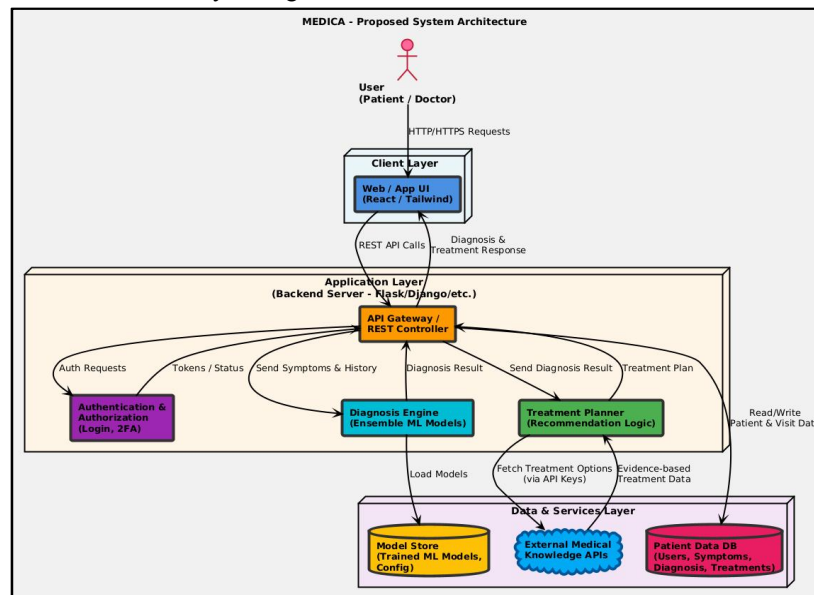 MEDICA - Proposed System Architecture
User
(Patient / Doctor)
HTTP/HTTPS Requests
Client Layer
Web / App UI
(React / Tailwind)
REST API Calls
Diagnosis &
Treatment Response
Application Layer
(Backend Server - Flask/Django/etc.)
API Gateway /
REST Controller
Auth Requests
Tokens / Status
Send Symptoms & History
Diagnosis Result
Send Diagnosis Result
Treatment Plan
Authentication &
Authorization
(Login, 2FA)
Diagnosis Engine
(Ensemble ML Models)
Treatment Planner
(Recommendation Logic)
Read/Write
Patient & Visit Dat
Load Models
Fetch Treatment Options
(via API Keys)
Evidence-based
Treatment Data
Data & Services Layer
Model Store
(Trained ML Models,
Config)
External Medical
Knowledge APIs
Patient Data DB
(Users, Symptoms,
Diagnosis, Treatments)